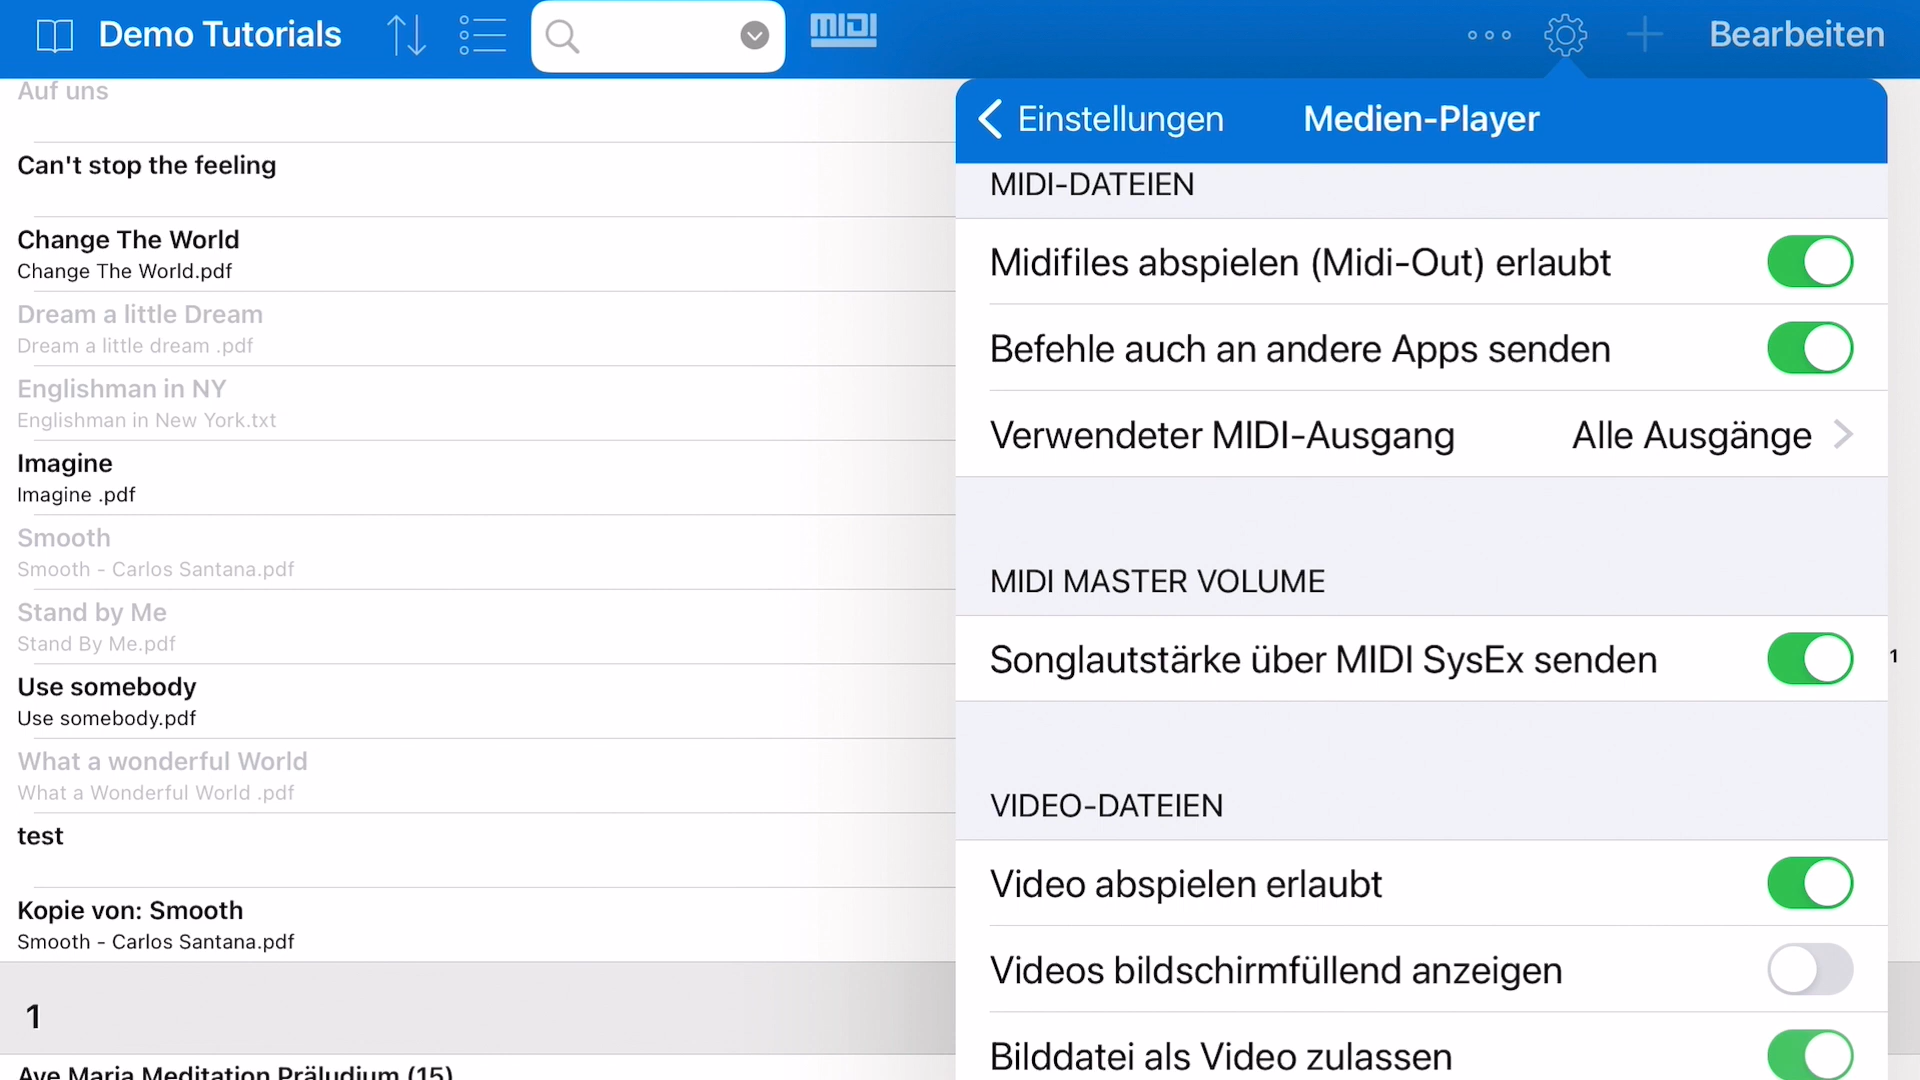 Demo Tutorials
MIDI
Bearbeiten
Auf uns
Can't stop the feeling
Change The World
Change The World.pdf
Dream a little Dream
Dream a little dream .pdf
Englishman in NY
Englishman in New York.txt
Imagine
Imagine .pdf
Smooth
Smooth - Carlos Santana.pdf
Stand by Me
Stand By Me.pdf
Use somebody
Use somebody.pdf
What a wonderful World
What a Wonderful World .pdf
test
Kopie von: Smooth
Smooth - Carlos Santana.pdf
1
Ave Maria Meditation Präludium (15)
Einstellungen
Medien-Player
MIDI-DATEIEN
Midifiles abspielen (Midi-Out) erlaubt
Befehle auch an andere Apps senden
Verwendeter MIDI-Ausgang Alle Ausgänge
MIDI MASTER VOLUME
Songlautstärke über MIDI SysEx senden
VIDEO-DATEIEN
Video abspielen erlaubt
Videos bildschirmfüllend anzeigen
Bilddatei als Video zulassen
1